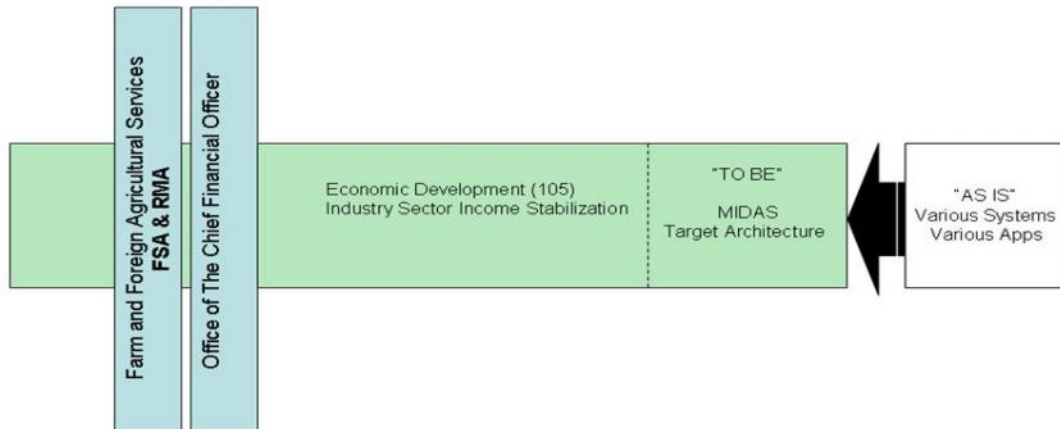 Farm and Foreign Agricultural Services
FSA & RMA
Office of The Chief Financial Officer
Economic Development (105)
Industry Sector Income Stabilization
"TO BE"
MIDAS
Target Architecture
"AS IS"
Various Systems
Various Apps